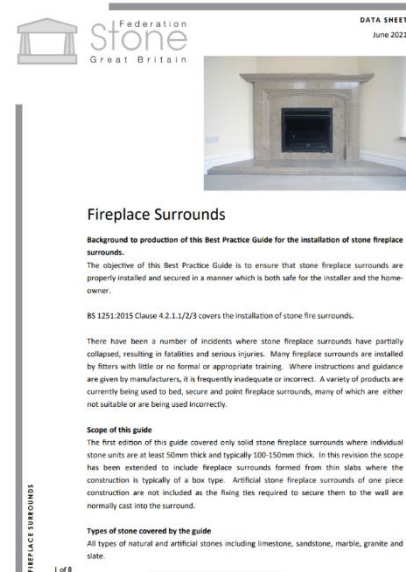 Federation
Stone
Great Britain
DATA SHEET
June 2021
Fireplace Surrounds
Background to production of this Best Practice Guide for the installation of stone fireplace
surrounds.
The objective of this Best Practice Guide is to ensure that stone fireplace surrounds are
properly installed and secured in a manner which is both safe for the installer and the home-
owner.
BS 1251:2015 Clause 4.2.1.1/2/3 covers the installation of stone fire surrounds.
There have been a number of incidents where stone fireplace surrounds have partially
collapsed, resulting in fatalities and serious injuries. Many fireplace surrounds are installed
by fitters with little or no formal or appropriate training. Where instructions and guidance
are given by manufacturers, it is frequently inadequate or incorrect. A variety of products are
currently being used to bed, secure and point fireplace surrounds, many of which are either
not suitable or are being used incorrectly.
Scope of this guide
The first edition of this guide covered only solid stone fireplace surrounds where individual
stone units are at least 50mm thick and typically 100-150mm thick. In this revision the scope
has been extended to include fireplace surrounds formed from thin slabs where the
construction is typically of a box type. Artificial stone fireplace surrounds of one piece
construction are not included as the fixing ties required to secure them to the wall are
normally cast into the surround.
Types of stone covered by the guide
All types of natural and artificial stones including limestone, sandstone, marble, granite and
slate.
FIREPLACE SURROUNDS
1 of 8